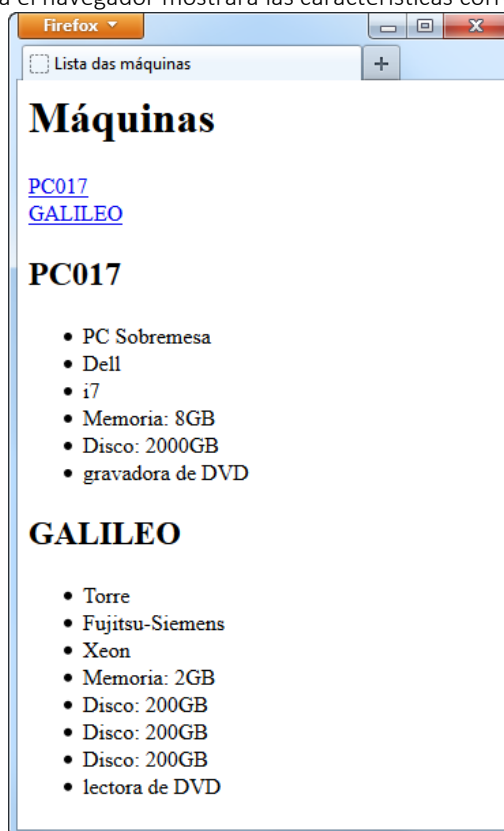 a el navegador mostrará las características con
Firefox
Lista das máquinas
Máquinas
PC017
GALILEO
PC017
PC Sobremesa
Dell
i7
Memoria: 8GB
Disco: 2000GB
gravadora de DVD
GALILEO
Torre
Fujitsu-Siemens
Xeon
Memoria: 2GB
Disco: 200GB
Disco: 200GB
Disco: 200GB
lectora de DVD